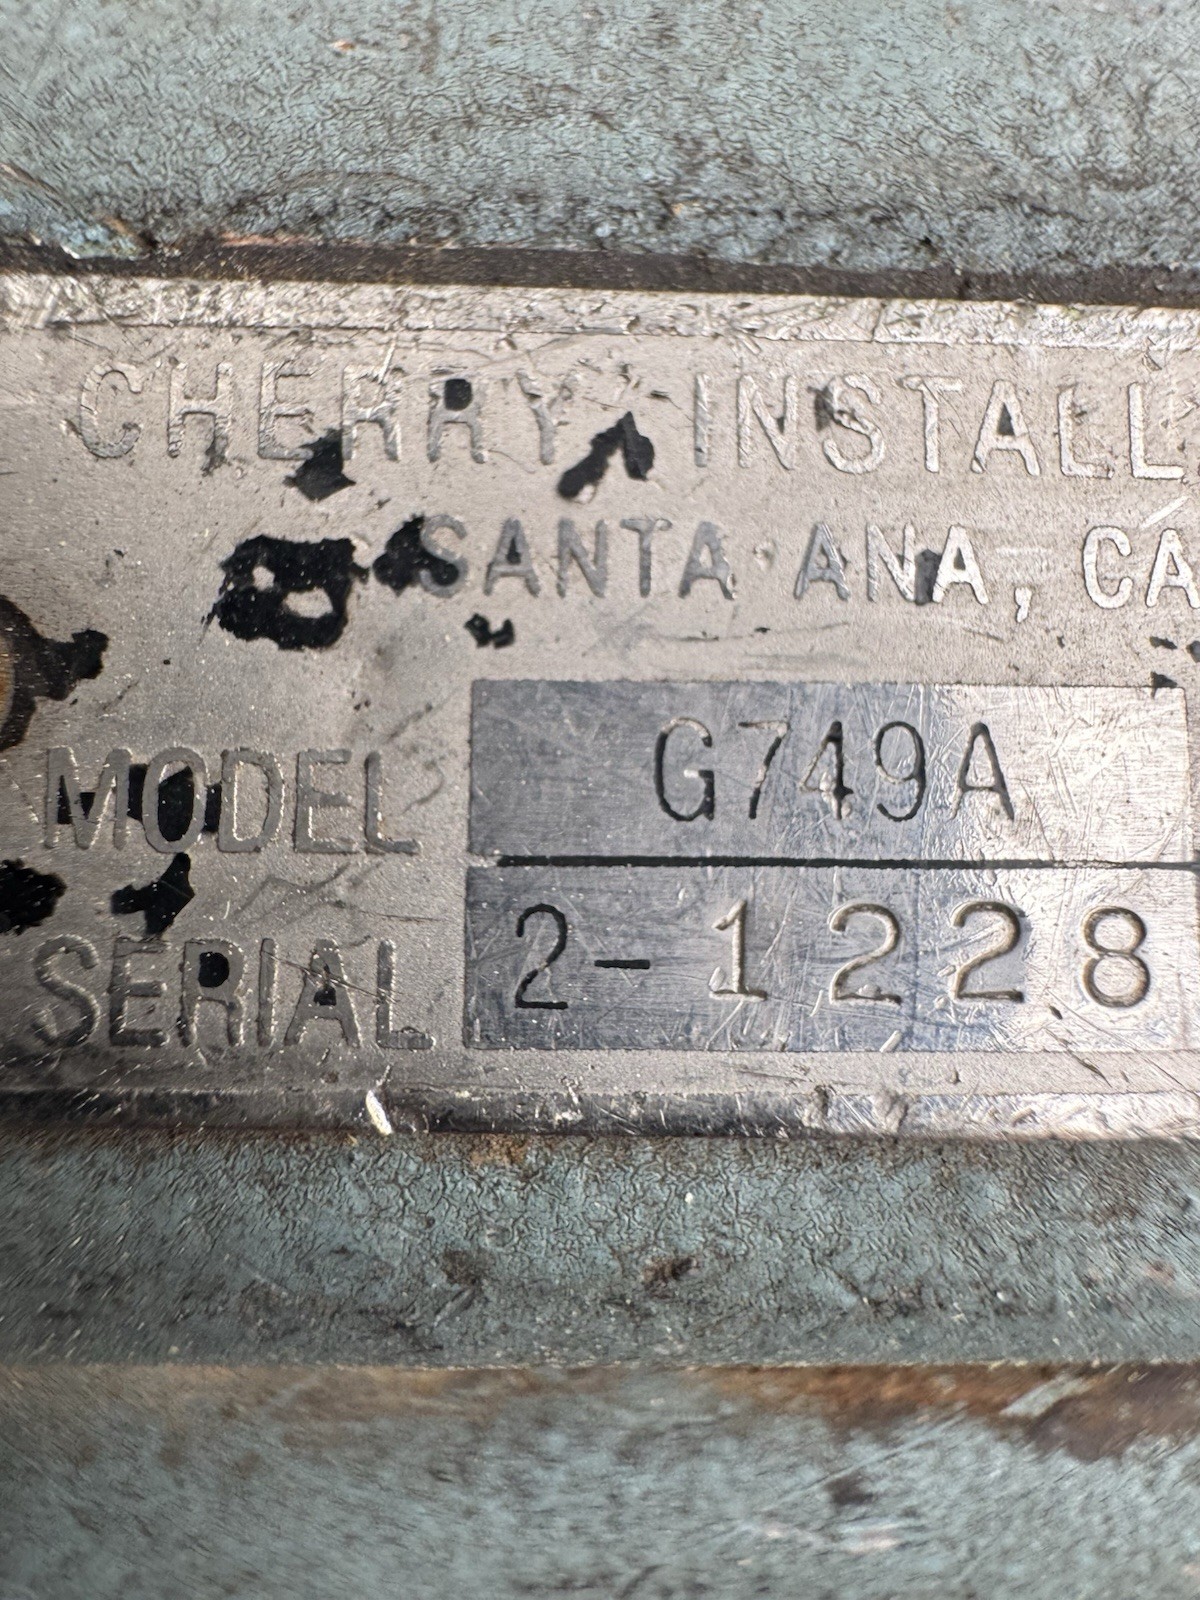 CHERRY INSTALL
SANTA ANA, CA
MODEL G749A
SERIAL 2-1228